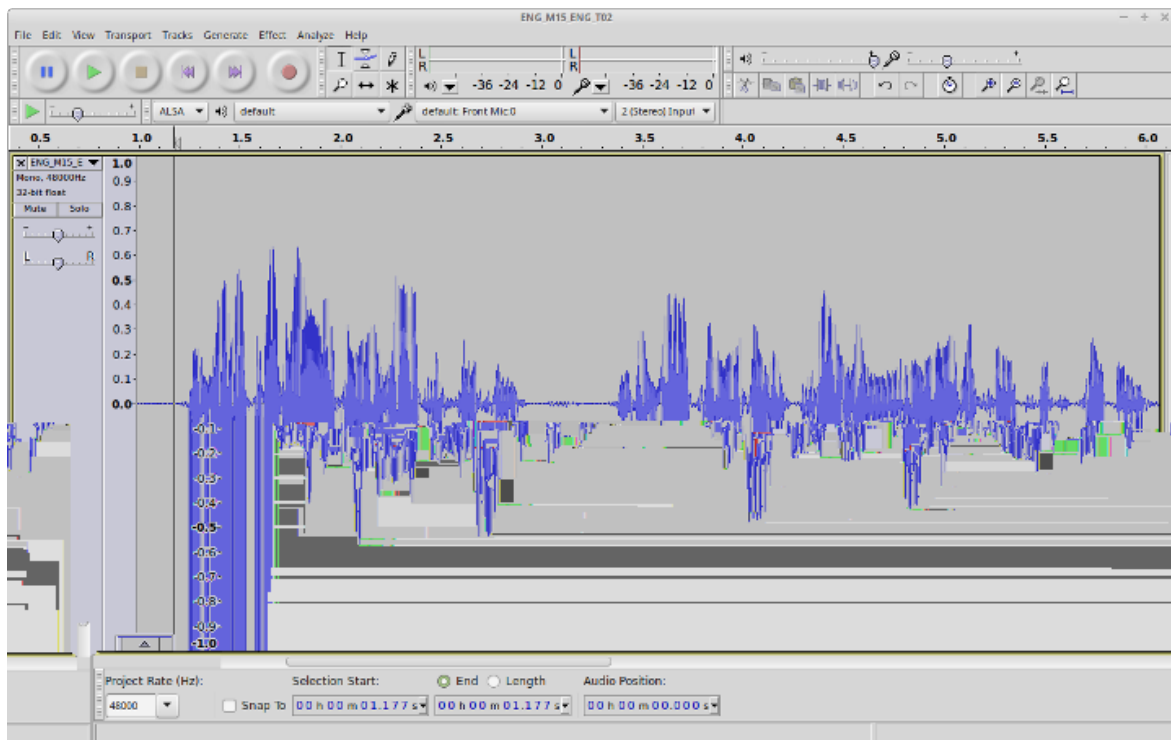 ENG_M15_ENG_T02
File Edit View Transport Tracks Generate Effect Analyze Help
L L
R R
-36 -24 -12 0 -36 -24 -12 0
ALSA default default: Front Mic:0 2 (Stereo) Input
0.5 1.0 1.5 2.0 2.5 3.0 3.5 4.0 4.5 5.0 5.5 6.0
ENG_M15_E 1.0
Mono, 48000Hz 0.9
32-bit float
Mute Solo 0.8
- + 0.7
L R 0.6
0.5
0.4
0.3
0.2
0.1
0.0
-0.1
-0.2
-0.3
-0.4
-0.5
-0.6
-0.7
-0.8
-0.9
-1.0
Project Rate (Hz): Selection Start: End Length Audio Position:
48000 Snap To 00 h 00 m 01.177 s 00 h 00 m 01.177 s 00 h 00 m 00.000 s